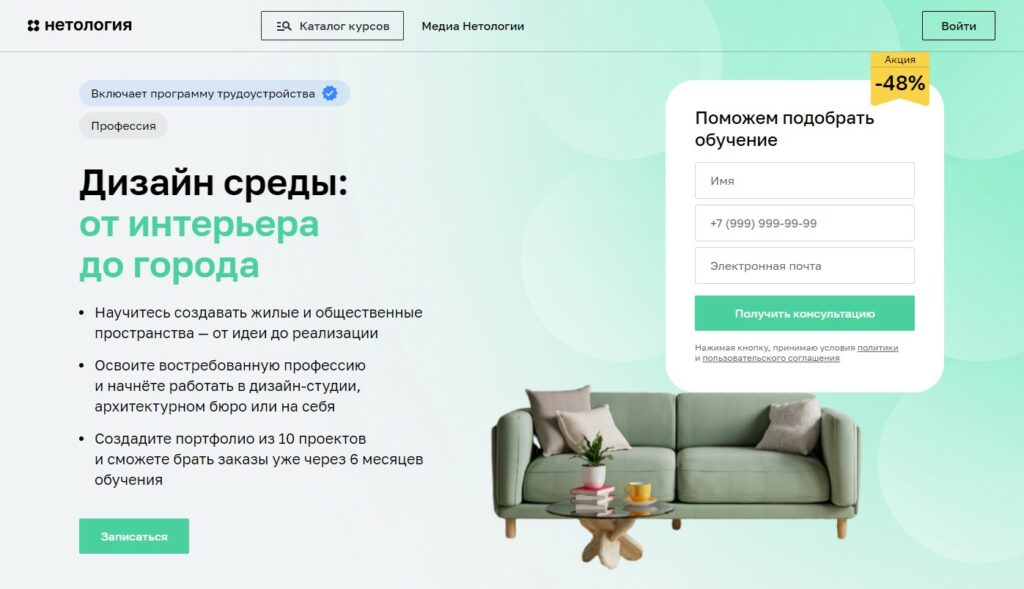 нетология
Каталог курсов
Медиа Нетологии
Войти
Включает программу трудоустройства
Профессия
Дизайн среды:
от интерьера
до города
Научитесь создавать жилые и общественные
пространства — от идеи до реализации
Освоите востребованную профессию
и начнёте работать в дизайн-студии,
архитектурном бюро или на себя
Создадите портфолио из 10 проектов
и сможете брать заказы уже через 6 месяцев
обучения
Записаться
Акция
-48%
Поможем подобрать
обучение
Имя
+7 (999) 999-99-99
Электронная почта
Получить консультацию
Нажимая кнопку, принимаю условия политики
и пользовательского соглашения